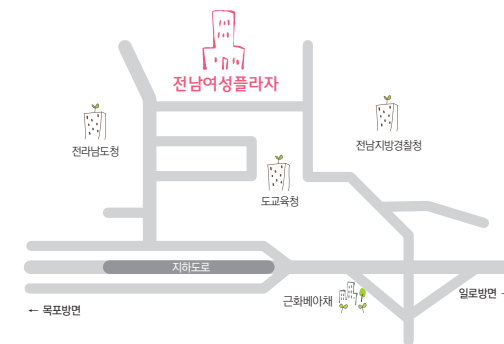 전남여성플라자
전라남도청
전남지방경찰청
도교육청
지하도로
근화베아채
일로방면 →
← 목포방면